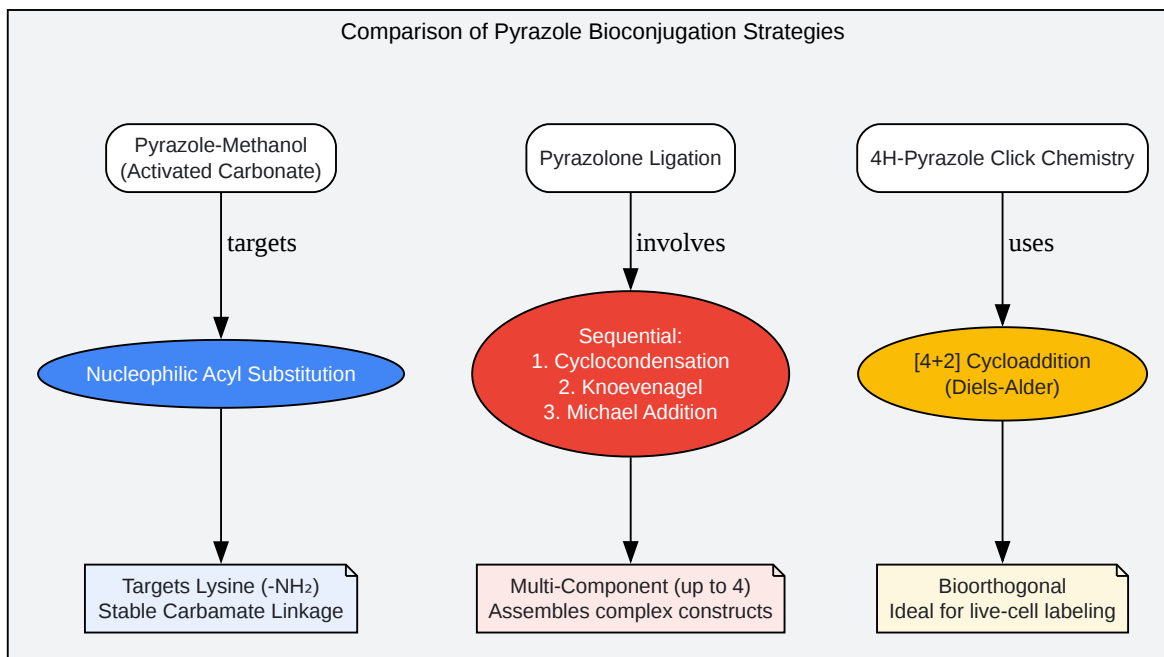 Comparison of Pyrazole Bioconjugation Strategies
Pyrazole-Methanol
(Activated Carbonate)
targets
Nucleophilic Acyl Substitution
Targets Lysine (-NH₂)
Stable Carbamate Linkage
Pyrazolone Ligation
involves
Sequential:
1. Cyclocondensation
2. Knoevenagel
3. Michael Addition
Multi-Component (up to 4)
Assembles complex constructs
4H-Pyrazole Click Chemistry
uses
[4+2] Cycloaddition
(Diels-Alder)
Bioorthogonal
Ideal for live-cell labeling